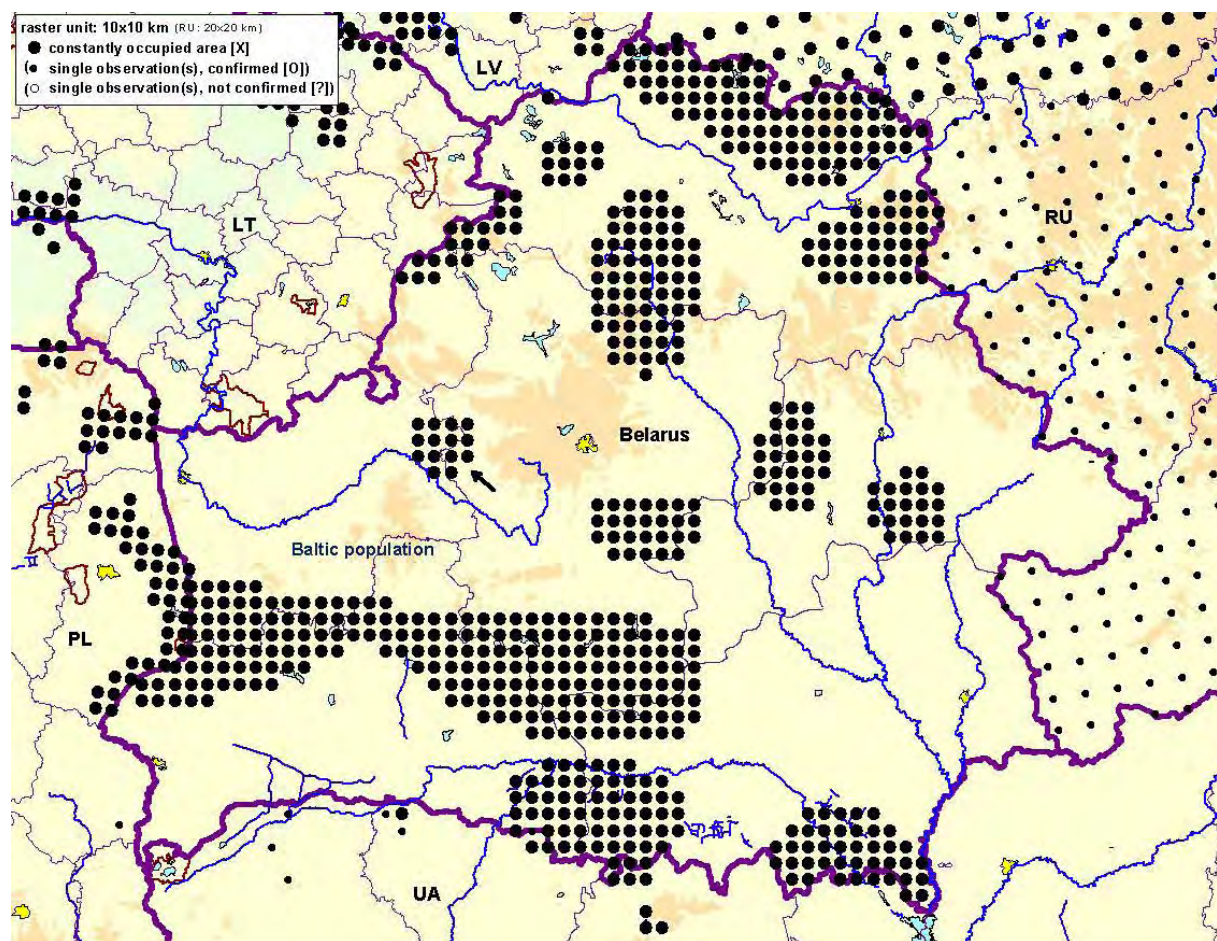 raster unit: 10x10 km (RU: 20x20 km)
constantly occupied area [X]
(• single observation(s), confirmed [O])
(○ single observation(s), not confirmed [?])
LV
LT
RU
Belarus
Baltic population
PL
UA